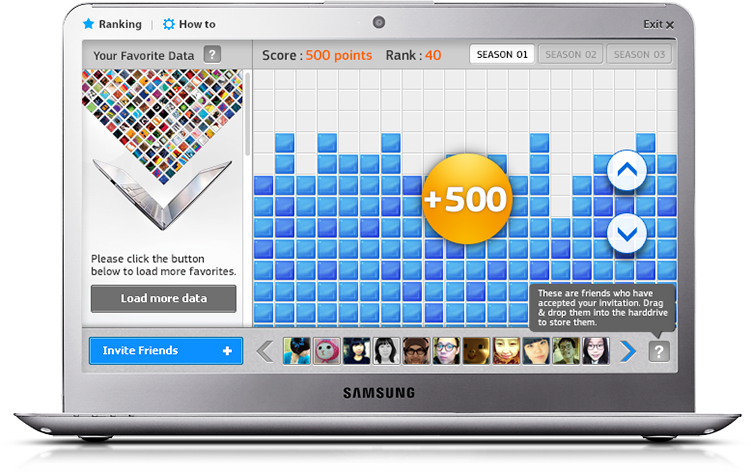 Ranking | How to
Exit
Your Favorite Data ?
Score : 500 points Rank : 40
SEASON 01 SEASON 02 SEASON 03
+500
Please click the button
below to load more favorites.
Load more data
These are friends who have
accepted your invitation. Drag
& drop them into the harddrive
to store them.
Invite Friends +
?
SAMSUNG